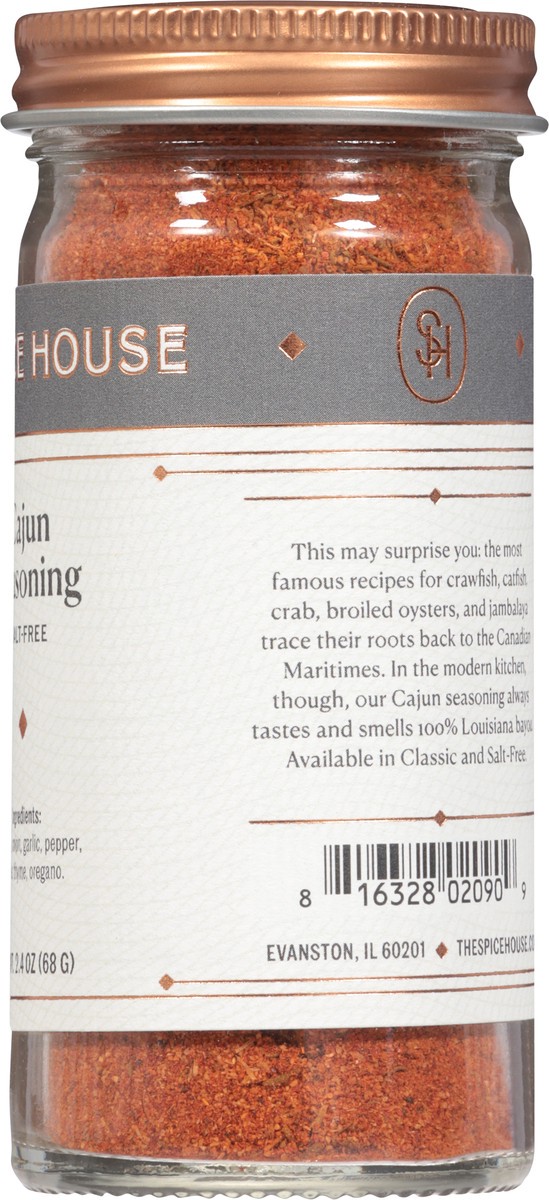 E HOUSE
SH
Cajun
soning
LT-FREE
This may surprise you: the most
famous recipes for crawfish, catfish,
crab, broiled oysters, and jambalaya
trace their roots back to the Canadian
Maritimes. In the modern kitchen,
though, our Cajun seasoning always
tastes and smells 100% Louisiana bayou.
Available in Classic and Salt-Free.
gredients:
garlic, pepper,
thyme, oregano.
2.4 OZ (68 G)
8 16328 02090 9
EVANSTON, IL 60201 ◆ THESPICEHOUSE.CO